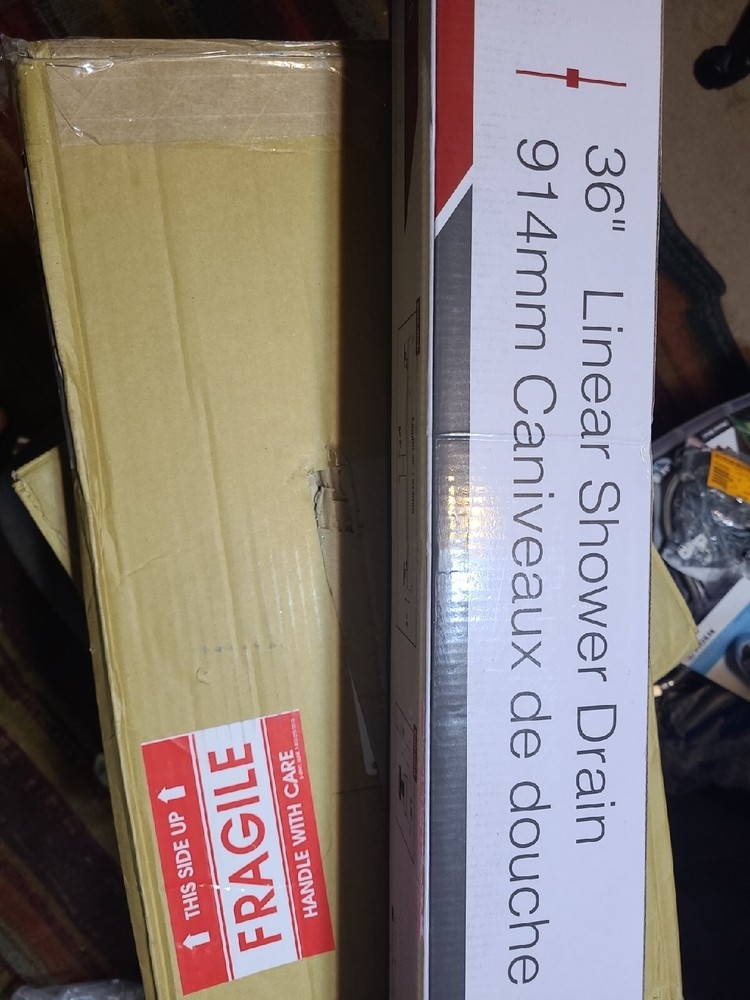 36" Linear Shower Drain
914mm Caniveaux de douche
THIS SIDE UP
FRAGILE
HANDLE WITH CARE